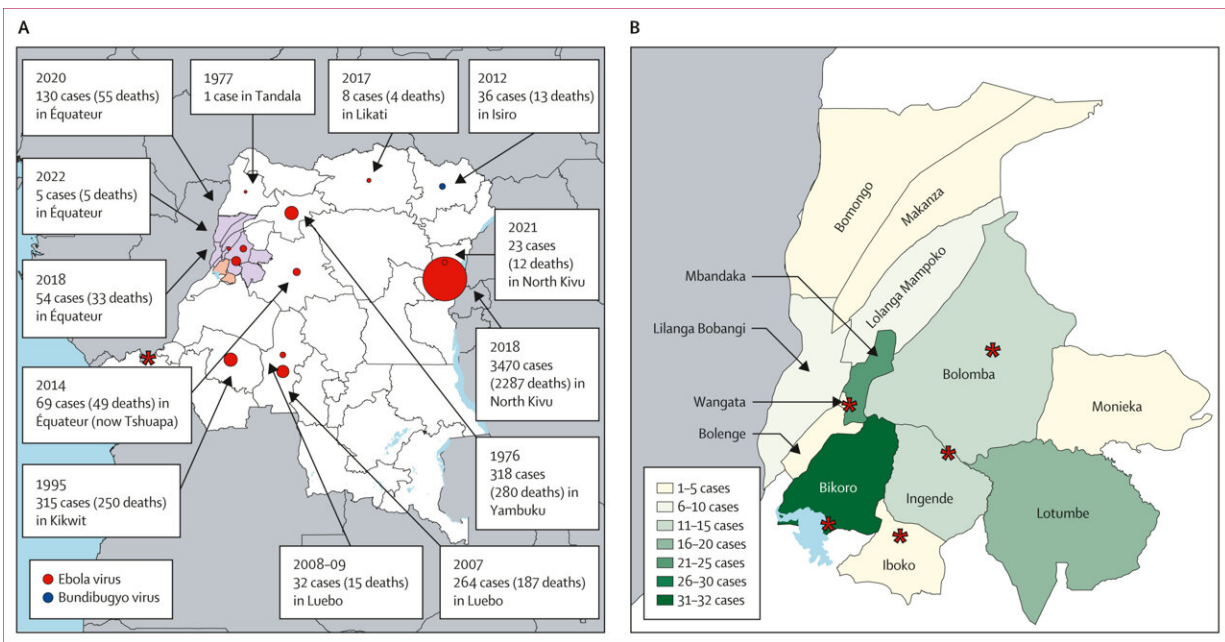 A
2020
130 cases (55 deaths)
in Équateur
1977
1 case in Tandala
2017
8 cases (4 deaths)
in Likati
2012
36 cases (13 deaths)
in Isiro
2022
5 cases (5 deaths)
in Équateur
2021
23 cases
(12 deaths)
in North Kivu
2018
54 cases (33 deaths)
in Équateur
2018
3470 cases
(2287 deaths) in
North Kivu
2014
69 cases (49 deaths) in
Équateur (now Tshuapa)
1976
318 cases
(280 deaths) in
Yambuku
1995
315 cases (250 deaths)
in Kikwit
2008–09
32 cases (15 deaths)
in Luebo
2007
264 cases (187 deaths)
in Luebo
Ebola virus
Bundibugyo virus
B
Bomongo
Makanza
Mbandaka
Lolanga Mampoko
Lilanga Bobangi
Bolomba
Wangata
Monieka
Bolenge
Bikoro
Ingende
Lotumbe
Iboko
1–5 cases
6–10 cases
11–15 cases
16–20 cases
21–25 cases
26–30 cases
31–32 cases